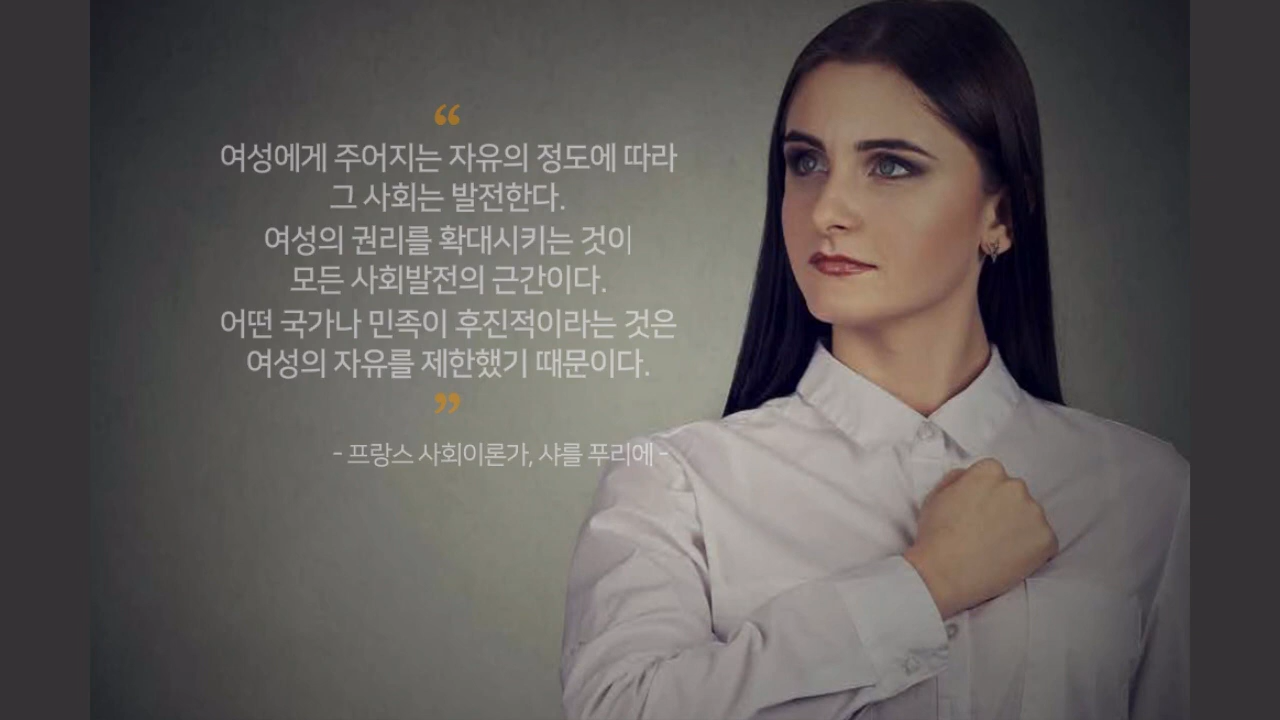 “
여성에게 주어지는 자유의 정도에 따라
그 사회는 발전한다.
여성의 권리를 확대시키는 것이
모든 사회발전의 근간이다.
어떤 국가나 민족이 후진적이라는 것은
여성의 자유를 제한했기 때문이다.
”
- 프랑스 사회이론가, 샤를 푸리에 -